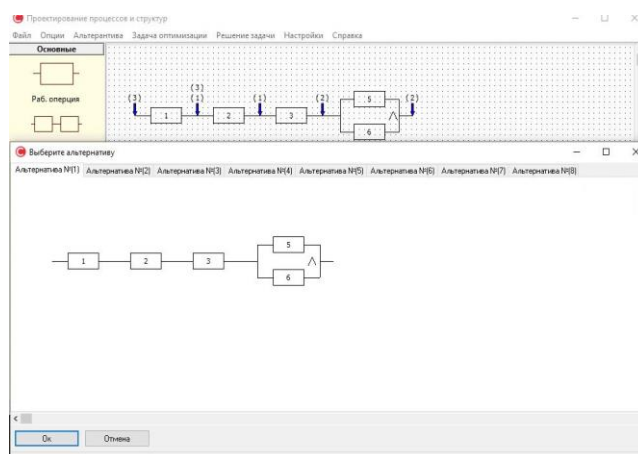 Проектирование процессов и структур
Файл Опции Альтерантива Задача оптимизации Решение задачи Настройки Справка
Основные
Раб. оперция
(3)
(3) (1) (1) (2) (2)
1 2 3 5
6
Выберите альтернативу
Альтернатива №(1) Альтернатива №(2) Альтернатива №(3) Альтернатива №(4) Альтернатива №(5) Альтернатива №(6) Альтернатива №(7) Альтернатива №(8)
5
1 2 3
6
Ок Отмена